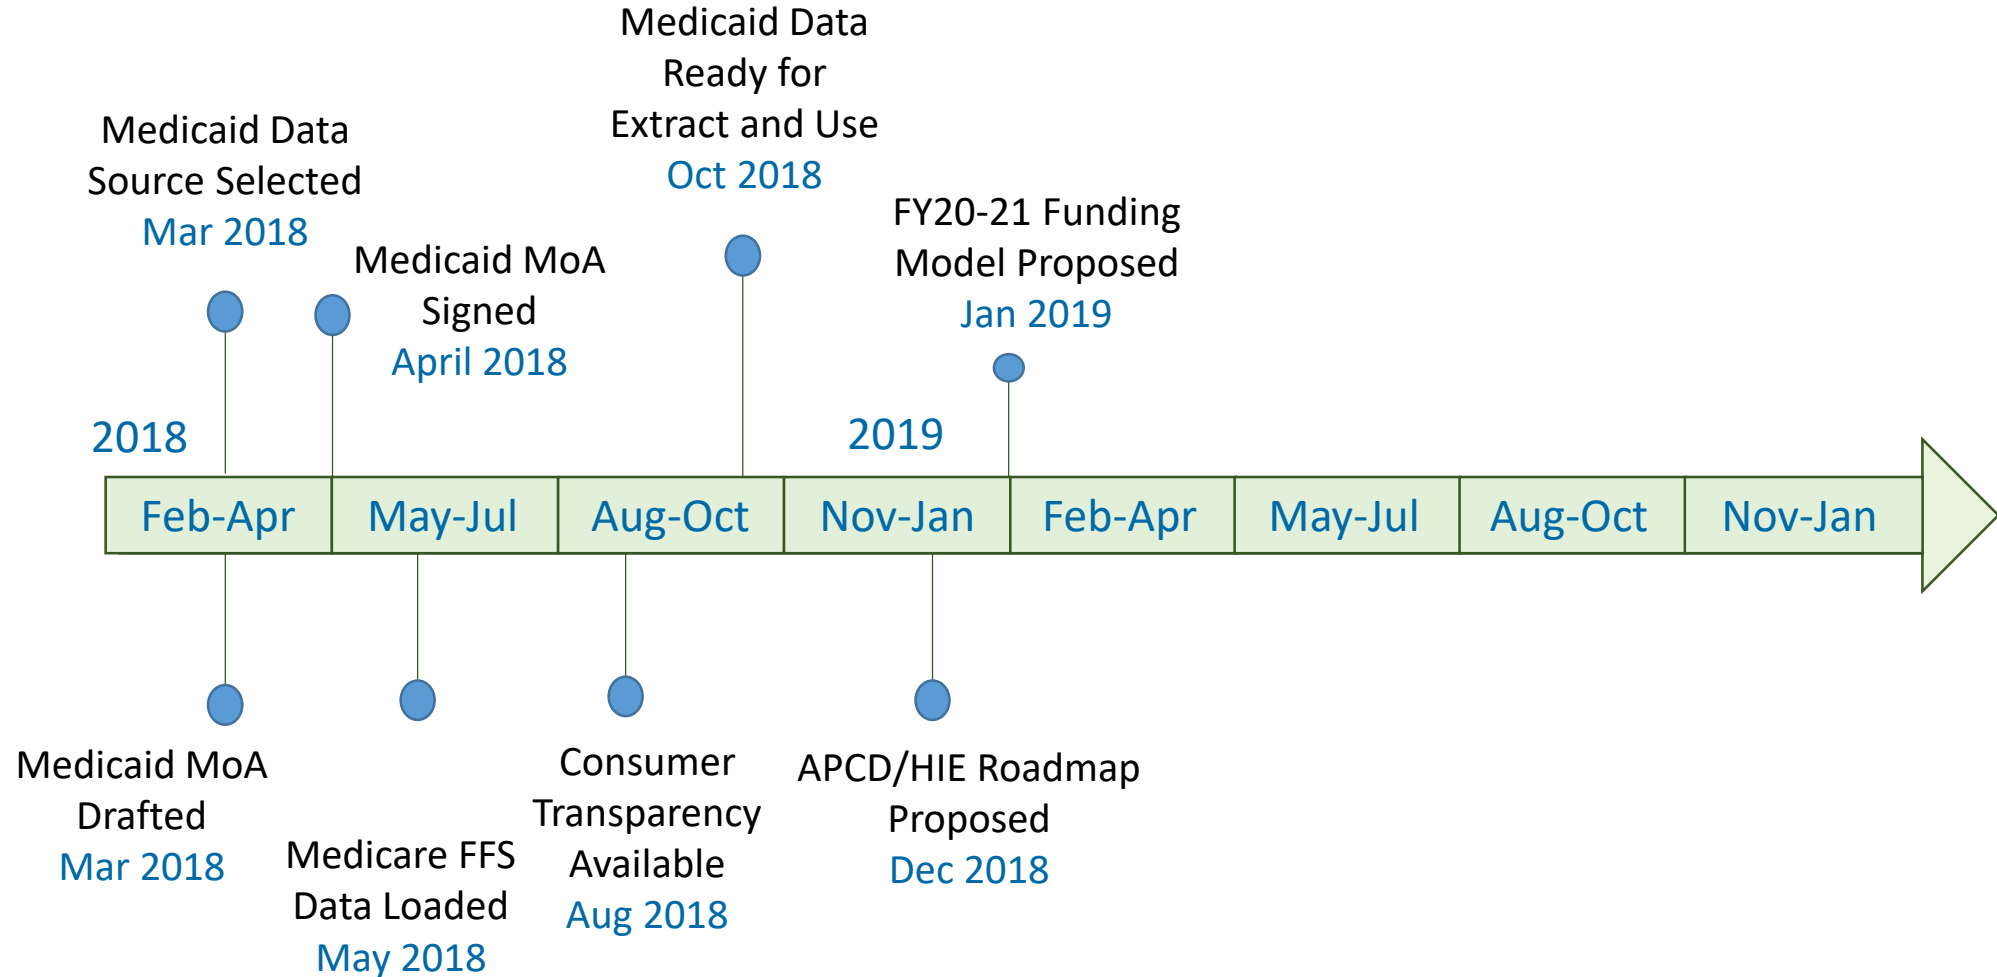 Medicaid Data
Ready for
Extract and Use
Oct 2018
Medicaid Data
Source Selected
Mar 2018
FY20-21 Funding
Model Proposed
Jan 2019
Medicaid MoA
Signed
April 2018
2018
2019
Feb-Apr
May-Jul
Aug-Oct
Nov-Jan
Feb-Apr
May-Jul
Aug-Oct
Nov-Jan
Medicaid MoA
Drafted
Mar 2018
Medicare FFS
Data Loaded
May 2018
Consumer
Transparency
Available
Aug 2018
APCD/HIE Roadmap
Proposed
Dec 2018